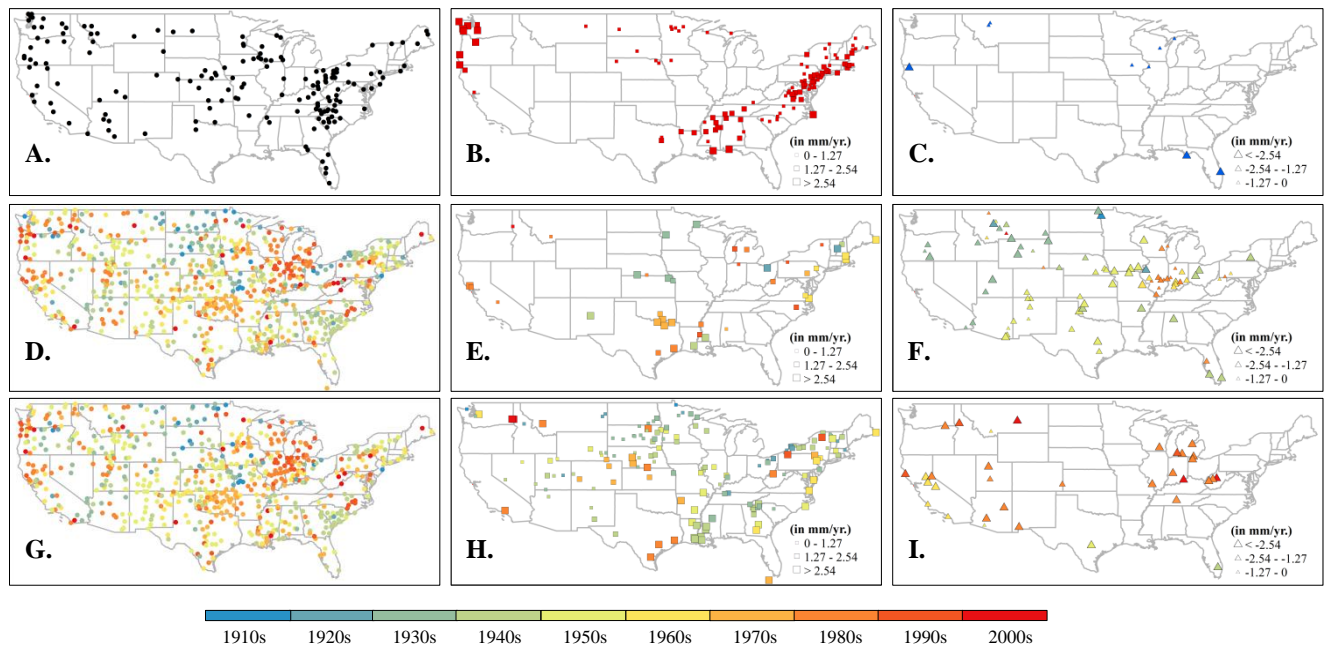 A.
B.
(in mm/yr.)
0 - 1.27
1.27 - 2.54
> 2.54
C.
(in mm/yr.)
< -2.54
-2.54 - -1.27
-1.27 - 0
D.
E.
(in mm/yr.)
0 - 1.27
1.27 - 2.54
> 2.54
F.
(in mm/yr.)
< -2.54
-2.54 - -1.27
-1.27 - 0
G.
H.
(in mm/yr.)
0 - 1.27
1.27 - 2.54
> 2.54
I.
(in mm/yr.)
< -2.54
-2.54 - -1.27
-1.27 - 0
1910s 1920s 1930s 1940s 1950s 1960s 1970s 1980s 1990s 2000s